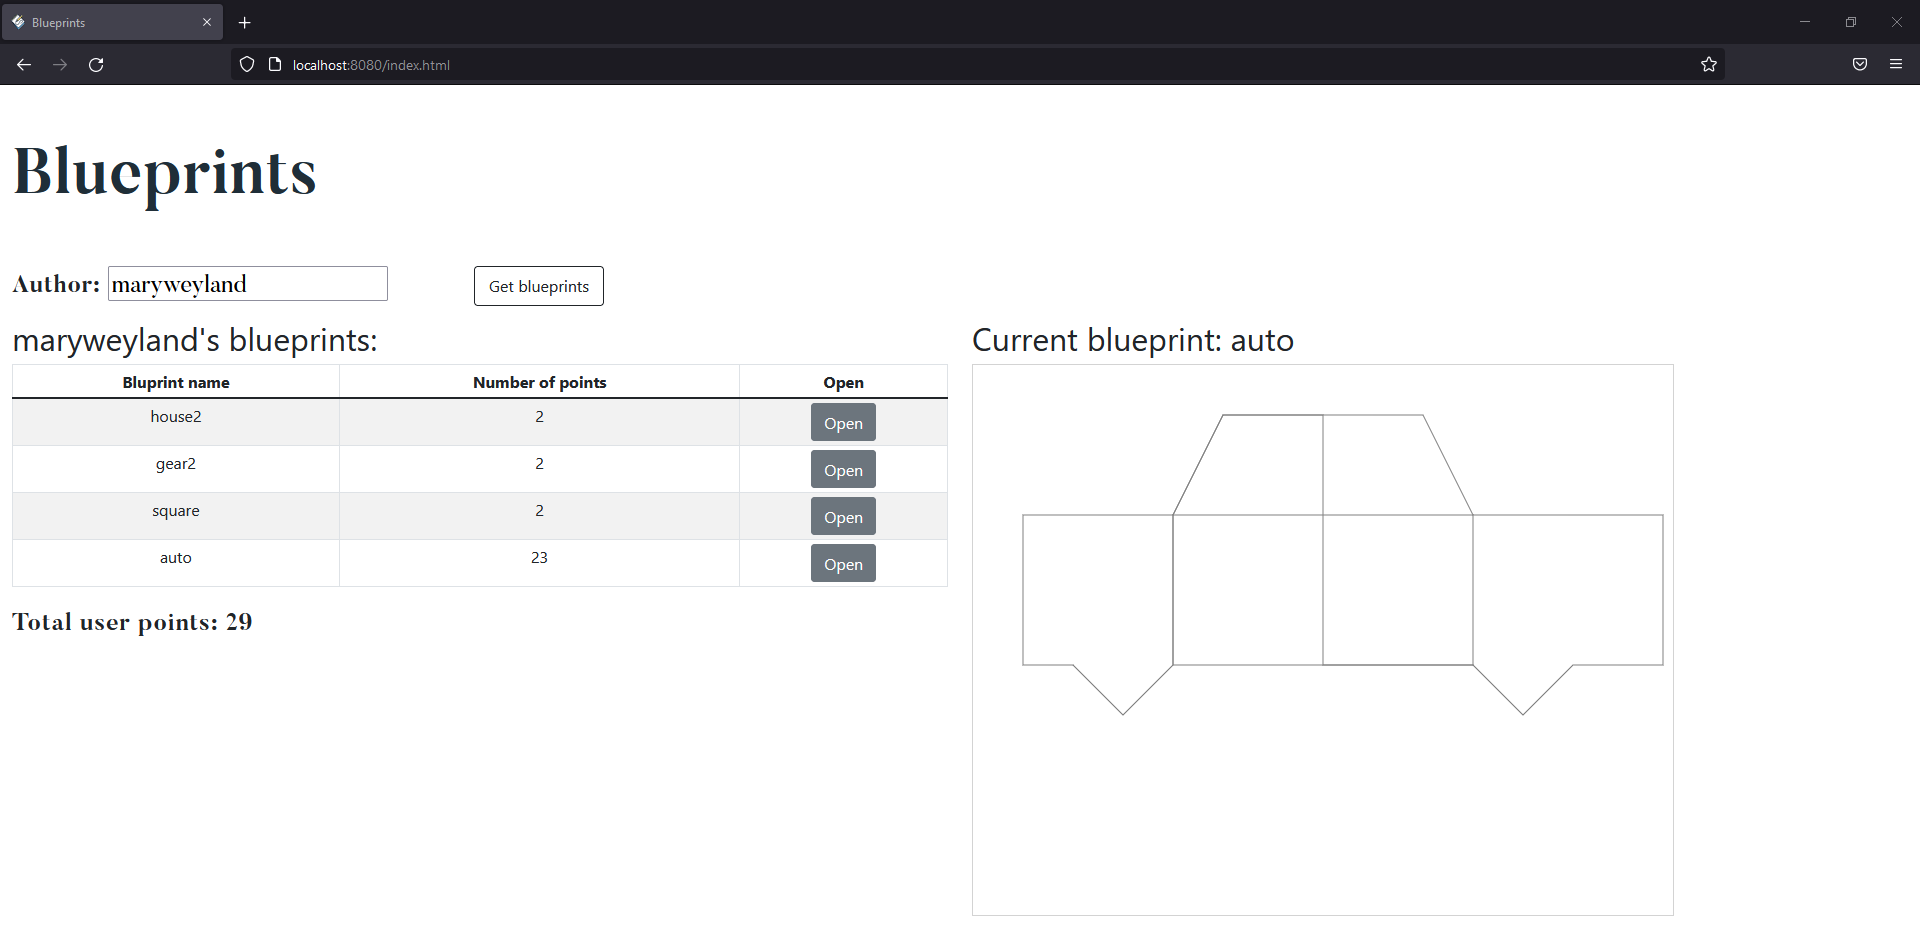 Blueprints
localhost:8080/index.html
Blueprints
Author: maryweyland Get blueprints
maryweyland's blueprints:
Bluprint name Number of points Open
house2 2 Open
gear2 2 Open
square 2 Open
auto 23 Open
Total user points: 29
Current blueprint: auto